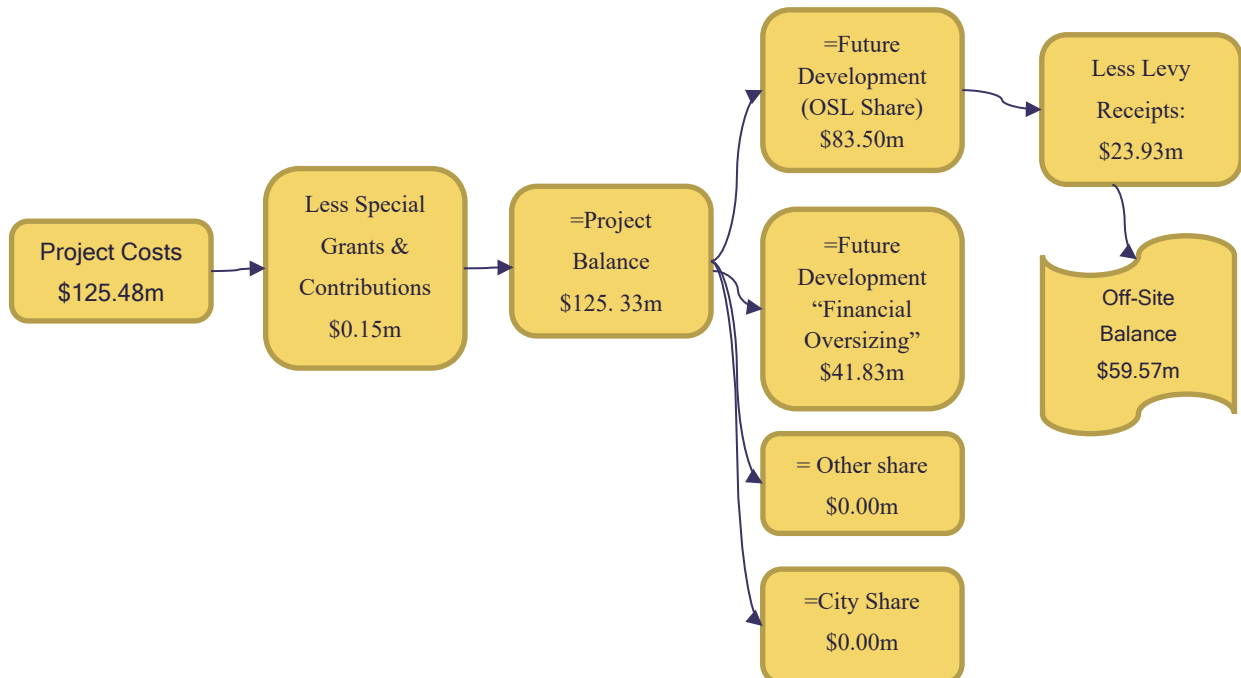 Project Costs
$125.48m
Less Special
Grants &
Contributions
$0.15m
=Project
Balance
$125. 33m
=Future
Development
(OSL Share)
$83.50m
=Future
Development
“Financial
Oversizing”
$41.83m
= Other share
$0.00m
=City Share
$0.00m
Less Levy
Receipts:
$23.93m
Off-Site
Balance
$59.57m